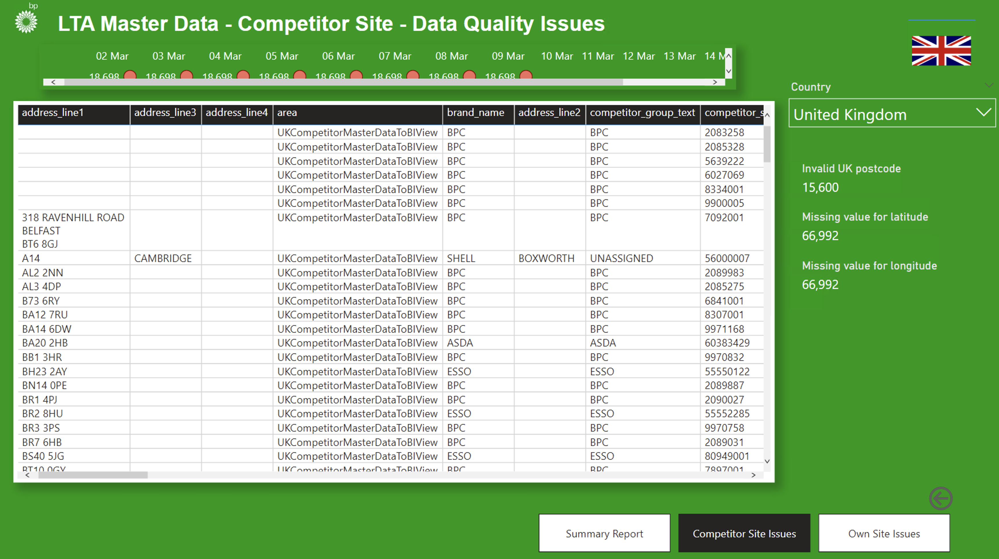 bp
LTA Master Data - Competitor Site - Data Quality Issues
02 Mar 03 Mar 04 Mar 05 Mar 06 Mar 07 Mar 08 Mar 09 Mar 10 Mar 11 Mar 12 Mar 13 Mar 14 M
18,698 18,698 18,698 18,698 18,698 18,698 18,698 18,698
Country
United Kingdom
Invalid UK postcode
15,600
Missing value for latitude
66,992
Missing value for longitude
66,992
address_line1 address_line3 address_line4 area brand_name address_line2 competitor_group_text competitor_s
UKCompetitorMasterDataToBIView BPC BPC 2083258
UKCompetitorMasterDataToBIView BPC BPC 2085328
UKCompetitorMasterDataToBIView BPC BPC 5639222
UKCompetitorMasterDataToBIView BPC BPC 6027069
UKCompetitorMasterDataToBIView BPC BPC 8334001
UKCompetitorMasterDataToBIView BPC BPC 9900005
318 RAVENHILL ROAD UKCompetitorMasterDataToBIView BPC BPC 7092001
BELFAST
BT6 8GJ
A14 CAMBRIDGE UKCompetitorMasterDataToBIView SHELL BOXWORTH UNASSIGNED 56000007
AL2 2NN UKCompetitorMasterDataToBIView BPC BPC 2089983
AL3 4DP UKCompetitorMasterDataToBIView BPC BPC 2085275
B73 6RY UKCompetitorMasterDataToBIView BPC BPC 6841001
BA12 7RU UKCompetitorMasterDataToBIView BPC BPC 8307001
BA14 6DW UKCompetitorMasterDataToBIView BPC BPC 9971168
BA20 2HB UKCompetitorMasterDataToBIView ASDA ASDA 60383429
BB1 3HR UKCompetitorMasterDataToBIView BPC BPC 9970832
BH23 2AY UKCompetitorMasterDataToBIView ESSO ESSO 55550122
BN14 0PE UKCompetitorMasterDataToBIView BPC BPC 2089887
BR1 4PJ UKCompetitorMasterDataToBIView BPC BPC 2090027
BR2 8HU UKCompetitorMasterDataToBIView ESSO ESSO 55552285
BR3 3PS UKCompetitorMasterDataToBIView BPC BPC 9970758
BR7 6HB UKCompetitorMasterDataToBIView BPC BPC 2089031
BS40 5JG UKCompetitorMasterDataToBIView ESSO ESSO 80949001
BT10 0GY UKCompetitorMasterDataToBIView BPC BPC 7897001
Summary Report
Competitor Site Issues
Own Site Issues